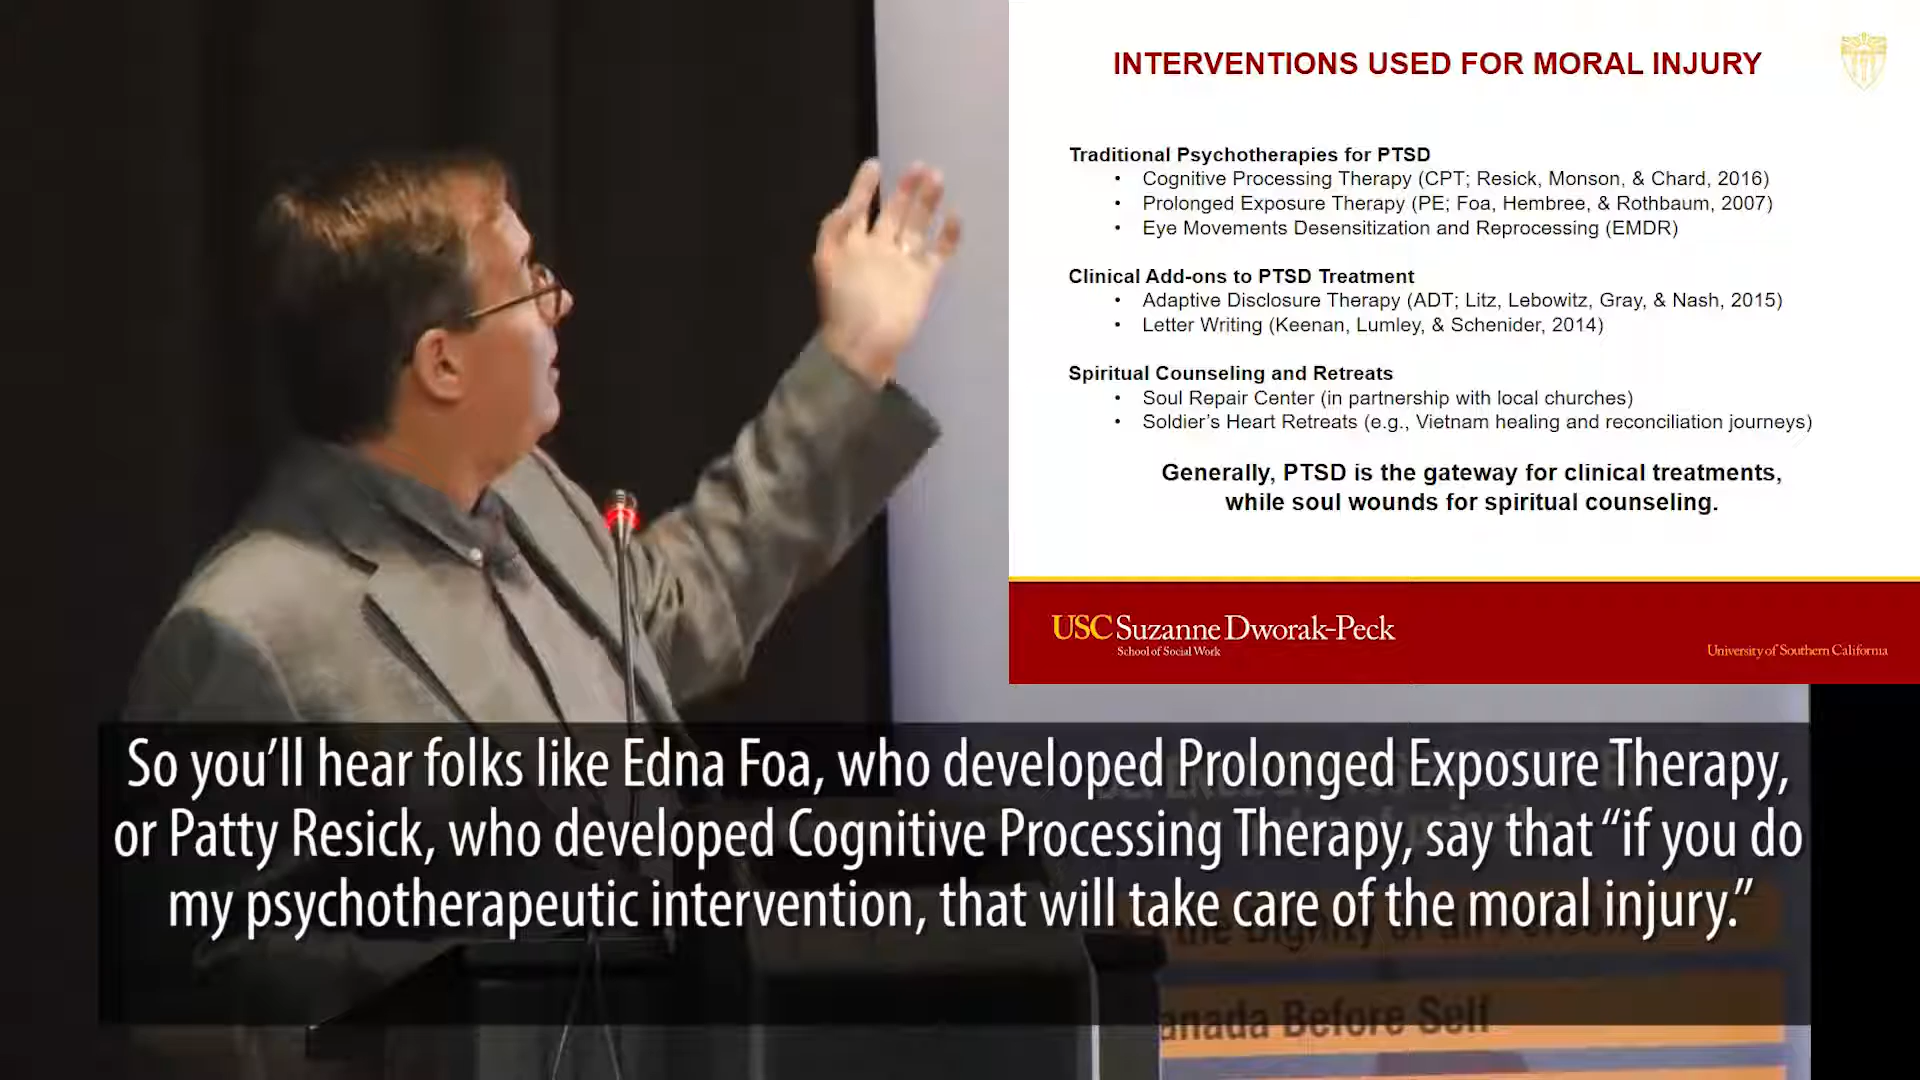 INTERVENTIONS USED FOR MORAL INJURY
Traditional Psychotherapies for PTSD
• Cognitive Processing Therapy (CPT; Resick, Monson, & Chard, 2016)
• Prolonged Exposure Therapy (PE; Foa, Hembree, & Rothbaum, 2007)
• Eye Movements Desensitization and Reprocessing (EMDR)
Clinical Add-ons to PTSD Treatment
• Adaptive Disclosure Therapy (ADT; Litz, Lebowitz, Gray, & Nash, 2015)
• Letter Writing (Keenan, Lumley, & Schenider, 2014)
Spiritual Counseling and Retreats
• Soul Repair Center (in partnership with local churches)
• Soldier’s Heart Retreats (e.g., Vietnam healing and reconciliation journeys)
Generally, PTSD is the gateway for clinical treatments,
while soul wounds for spiritual counseling.
USC Suzanne Dworak-Peck
School of Social Work
University of Southern California
So you’ll hear folks like Edna Foa, who developed Prolonged Exposure Therapy,
or Patty Resick, who developed Cognitive Processing Therapy, say that “if you do
my psychotherapeutic intervention, that will take care of the moral injury.”
the Dignity of
Before Self